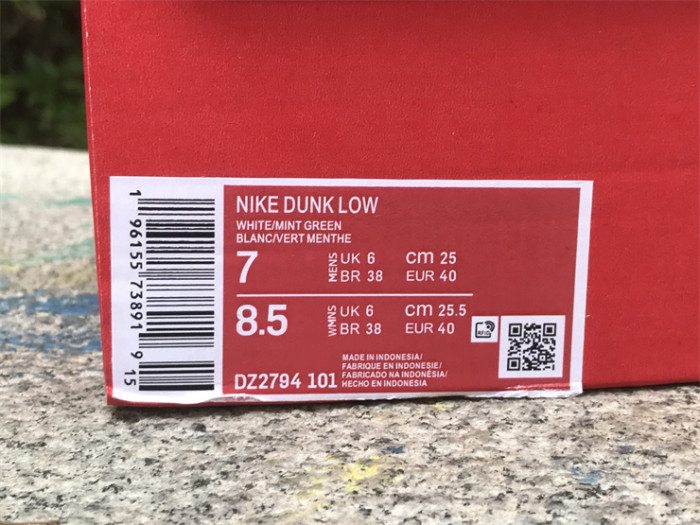 1 96155 73891 9 15
NIKE DUNK LOW
WHITE/MINT GREEN
BLANC/VERT MENTHE
7 MENS UK 6 cm 25
BR 38 EUR 40
8.5 WMNS UK 6 cm 25.5
BR 38 EUR 40
RFID
MADE IN INDONESIA/
FABRIQUE EN INDONESIE/
FABRICADO NA INDONÉSIA/
HECHO EN INDONESIA
DZ2794 101